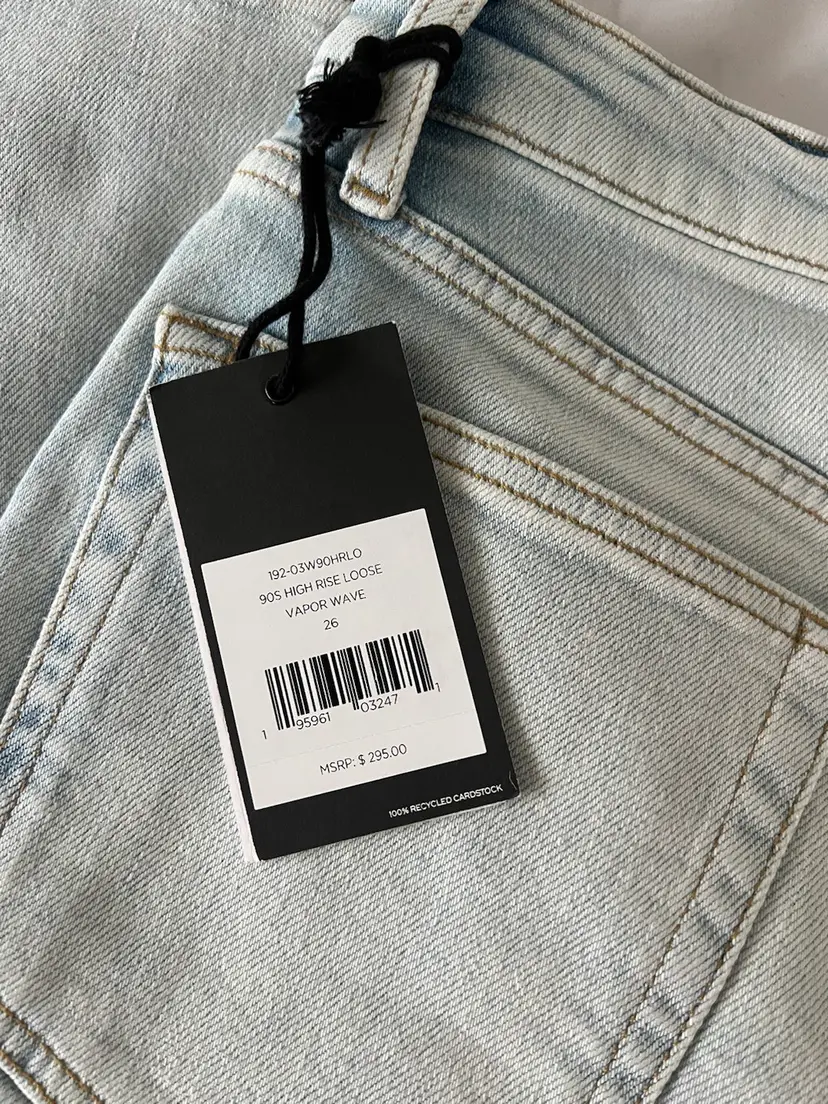 192-03W90HRLO
90S HIGH RISE LOOSE
VAPOR WAVE
26
1 95961 03247 1
MSRP: $ 295.00
100% RECYCLED CARDSTOCK